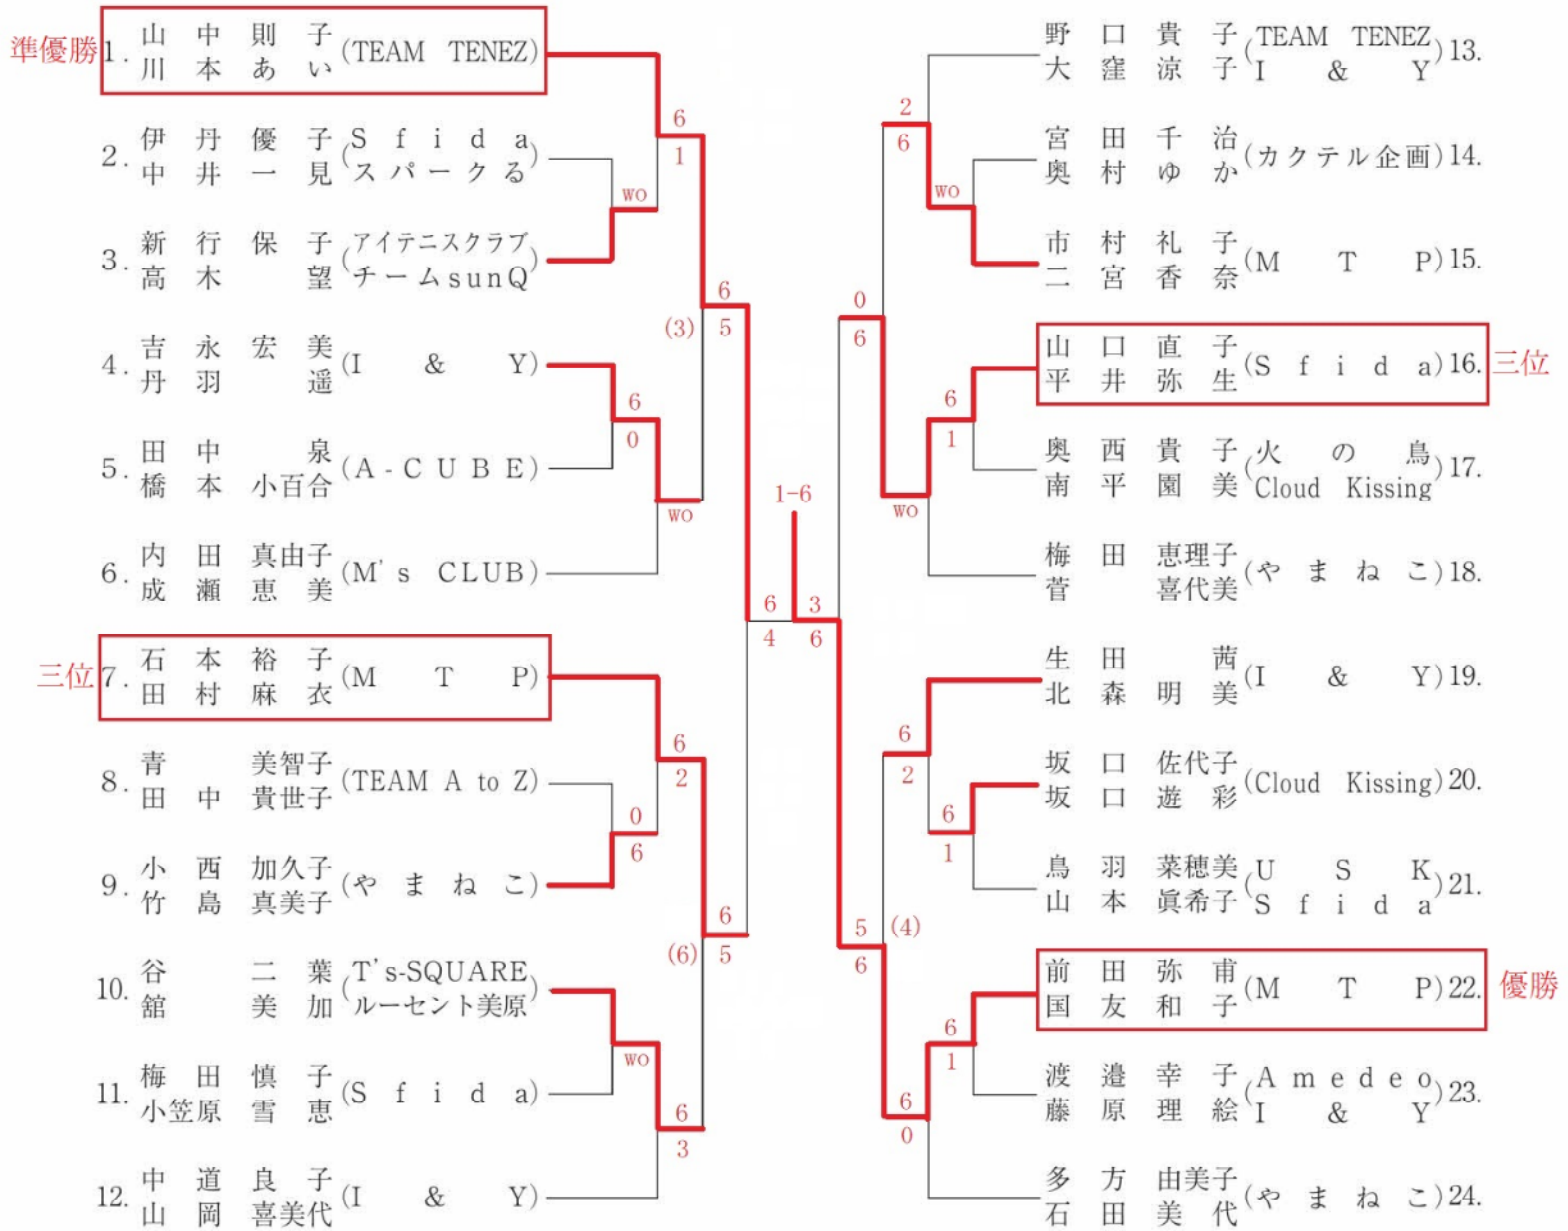 準優勝
1. 山中則子 (TEAM TENEZ)
川本あい
2. 伊丹優子 (Sfida
中井一見 スパークる)
3. 新行保子 (アイテニスクラブ
高木望 チームsunQ)
4. 吉永宏美 (I & Y)
丹羽遥
5. 田中泉 (A-CUBE)
橋本小百合
6. 内田真由子 (M's CLUB)
成瀬恵美
三位
7. 石本裕子 (MTP)
田村麻衣
8. 青美智子 (TEAM A to Z)
田中貴世子
9. 小西加久子 (やまねこ)
竹島真美子
10. 谷二葉 (T's-SQUARE
舘美加 ルーセント美原)
11. 梅田慎子 (Sfida)
小笠原雪恵
12. 中道良子 (I & Y)
山岡喜美代
6
1
WO
6
(3) 5
6
0
WO
6
4
6
2
0
6
6
(6) 5
WO
6
3
1-6
3
6
2
6
WO
0
6
6
1
WO
6
2
6
1
5 (4)
6
6
1
6
0
野口貴子 (TEAM TENEZ
大窪涼子 I & Y) 13.
宮田千治 (カクテル企画) 14.
奥村ゆか
市村礼子 (MTP) 15.
二宮香奈
山口直子 (Sfida) 16.
平井弥生
三位
奥西貴子 (火の鳥
南平園美 Cloud Kissing) 17.
梅田恵理子 (やまねこ) 18.
菅喜代美
生田茜 (I & Y) 19.
北森明美
坂口佐代子 (Cloud Kissing) 20.
坂口遊彩
鳥羽菜穂美 (USK
山本眞希子 Sfida) 21.
前田弥甫 (MTP) 22.
国友和子
優勝
渡邉幸子 (Amedeo
藤原理絵 I & Y) 23.
多方由美子 (やまねこ) 24.
石田美代